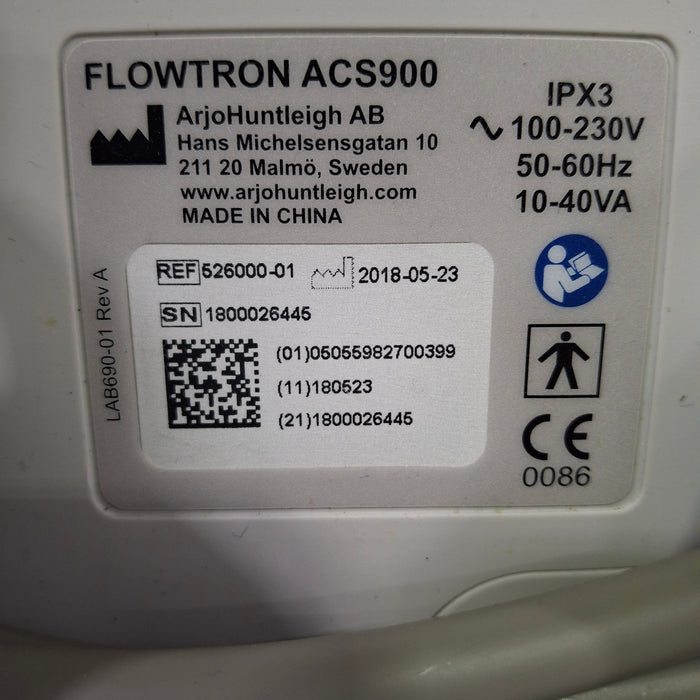 FLOWTRON ACS900
ArjoHuntleigh AB
Hans Michelsensgatan 10
211 20 Malmö, Sweden
www.arjohuntleigh.com
MADE IN CHINA
IPX3
100-230V
50-60Hz
10-40VA
REF 526000-01 2018-05-23
SN 1800026445
(01)05055982700399
(11)180523
(21)1800026445
LAB690-01 Rev A
CE
0086